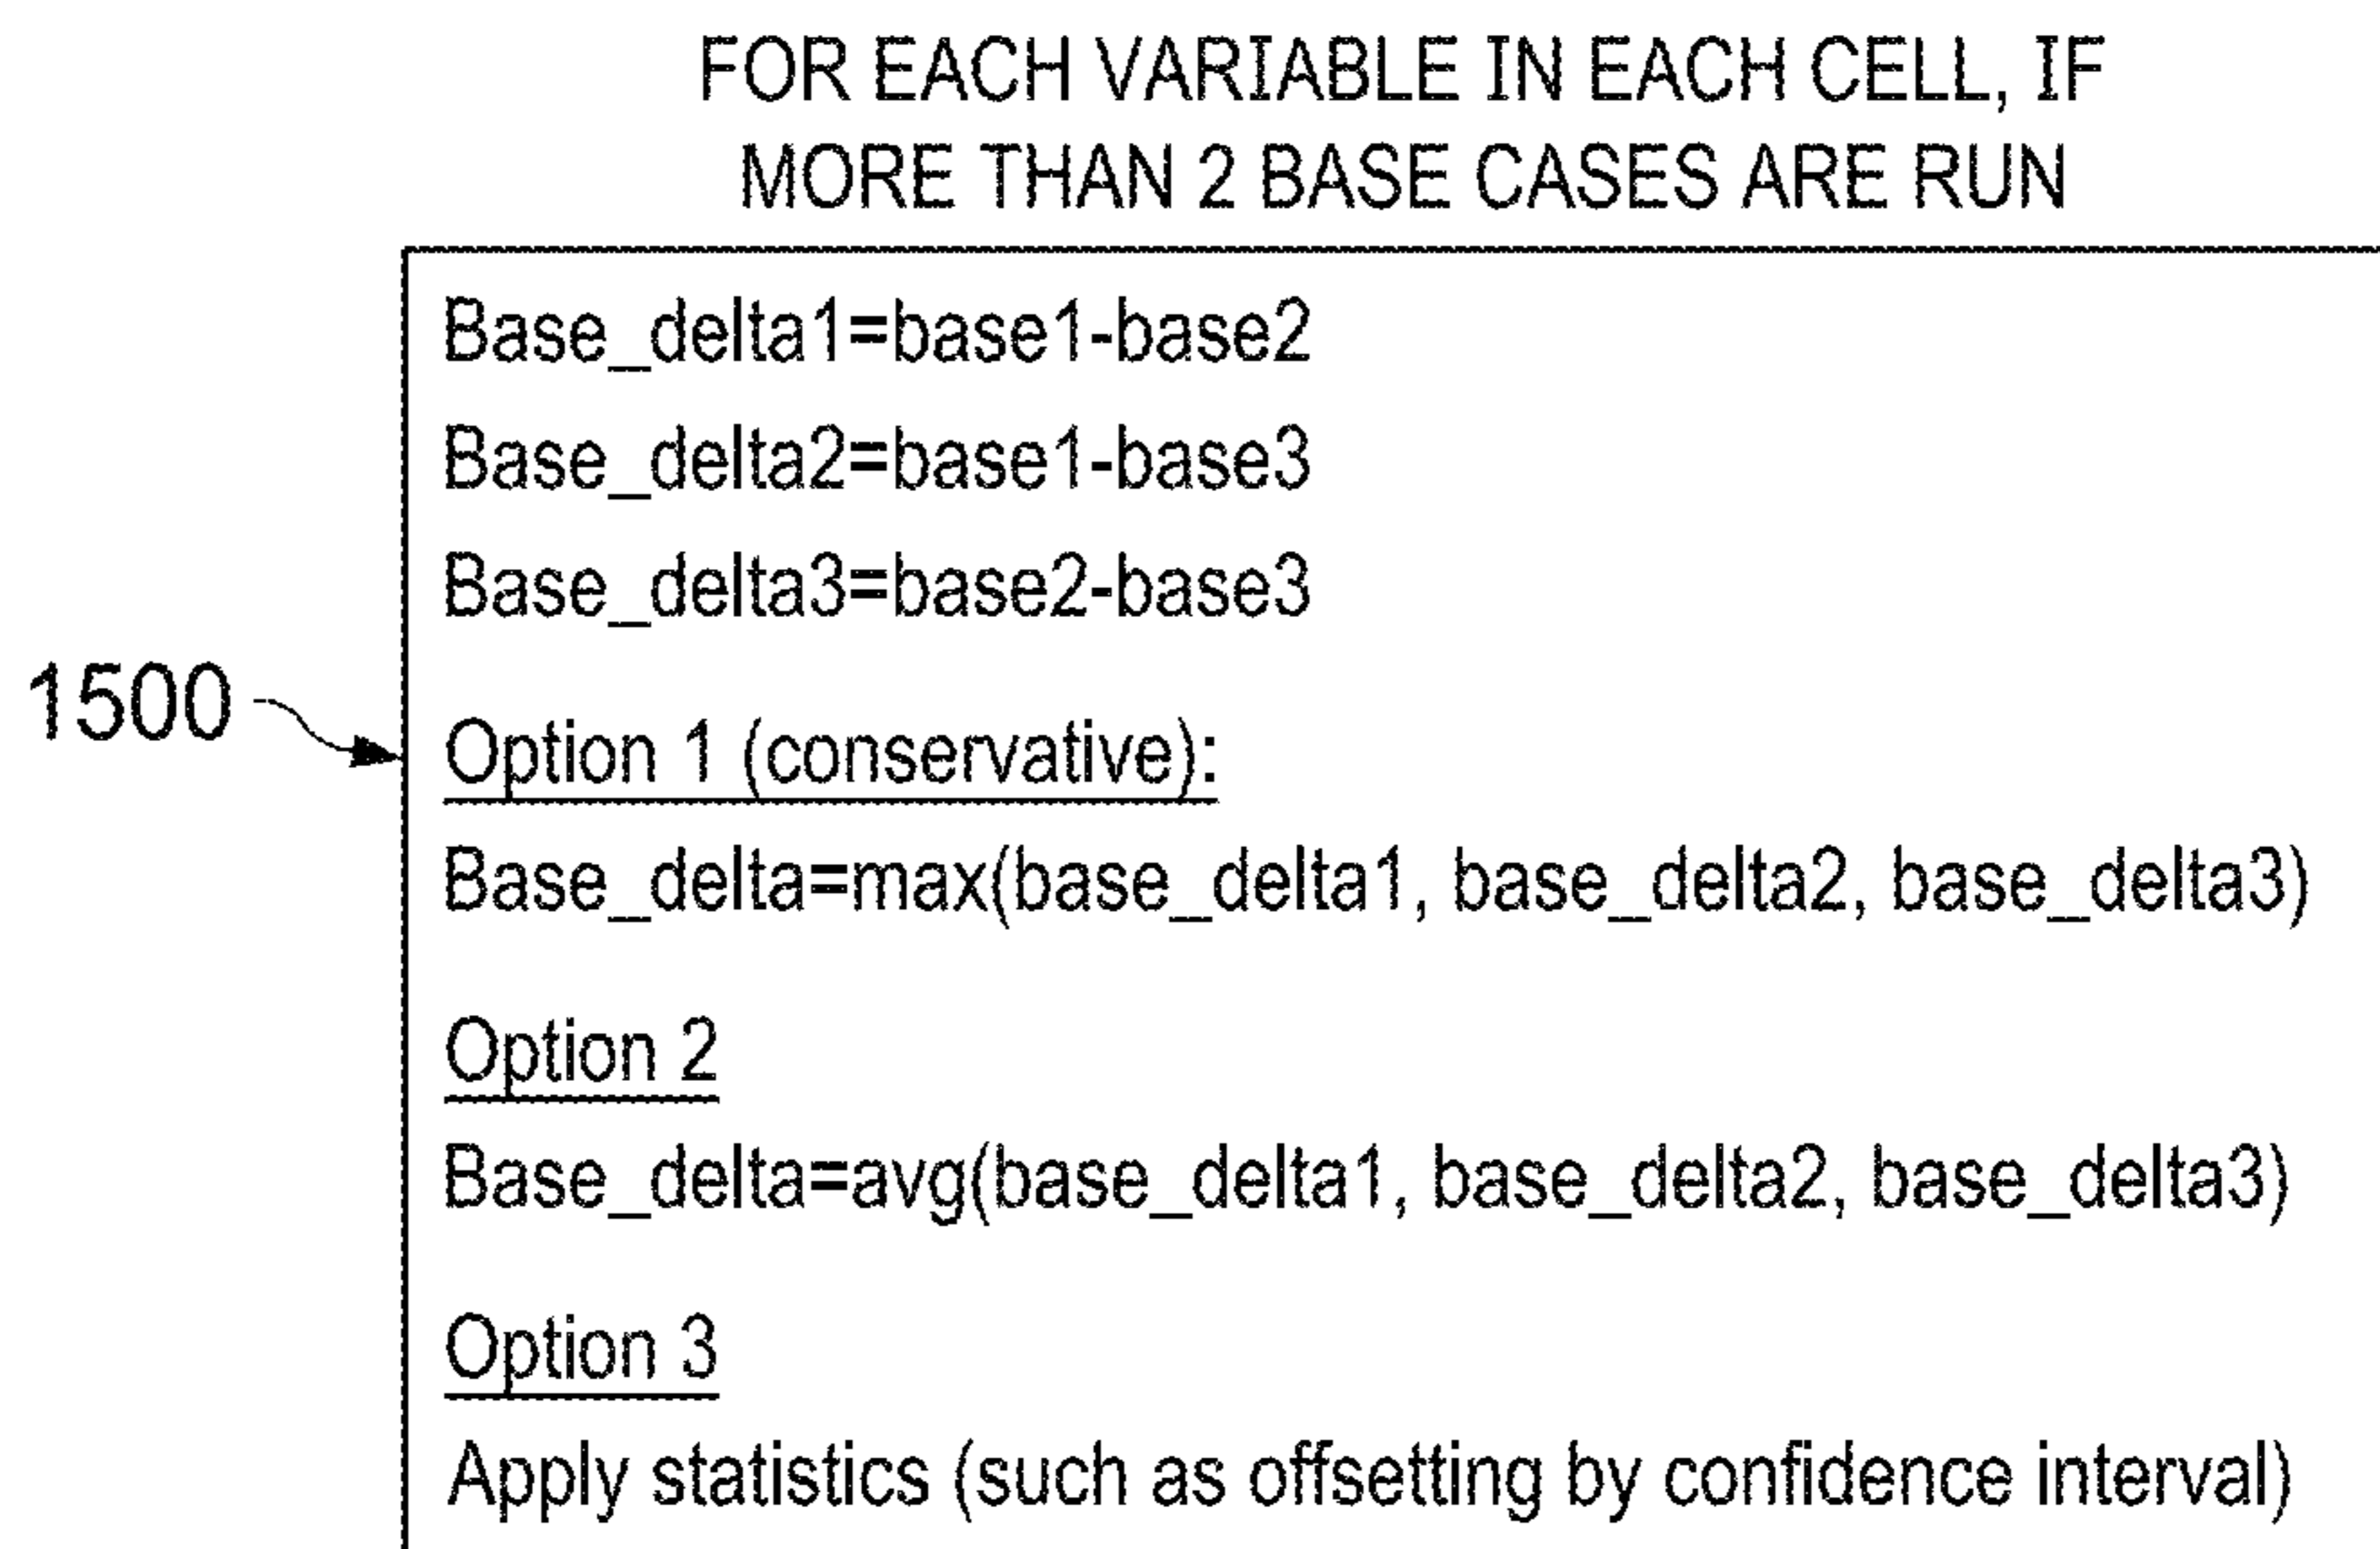 FOR EACH VARIABLE IN EACH CELL, IF
MORE THAN 2 BASE CASES ARE RUN
Base_delta1=base1-base2
Base_delta2=base1-base3
Base_delta3=base2-base3
1500
Option 1 (conservative):
Base_delta=max(base_delta1, base_delta2, base_delta3)
Option 2
Base_delta=avg(base_delta1, base_delta2, base_delta3)
Option 3
Apply statistics (such as offsetting by confidence interval)